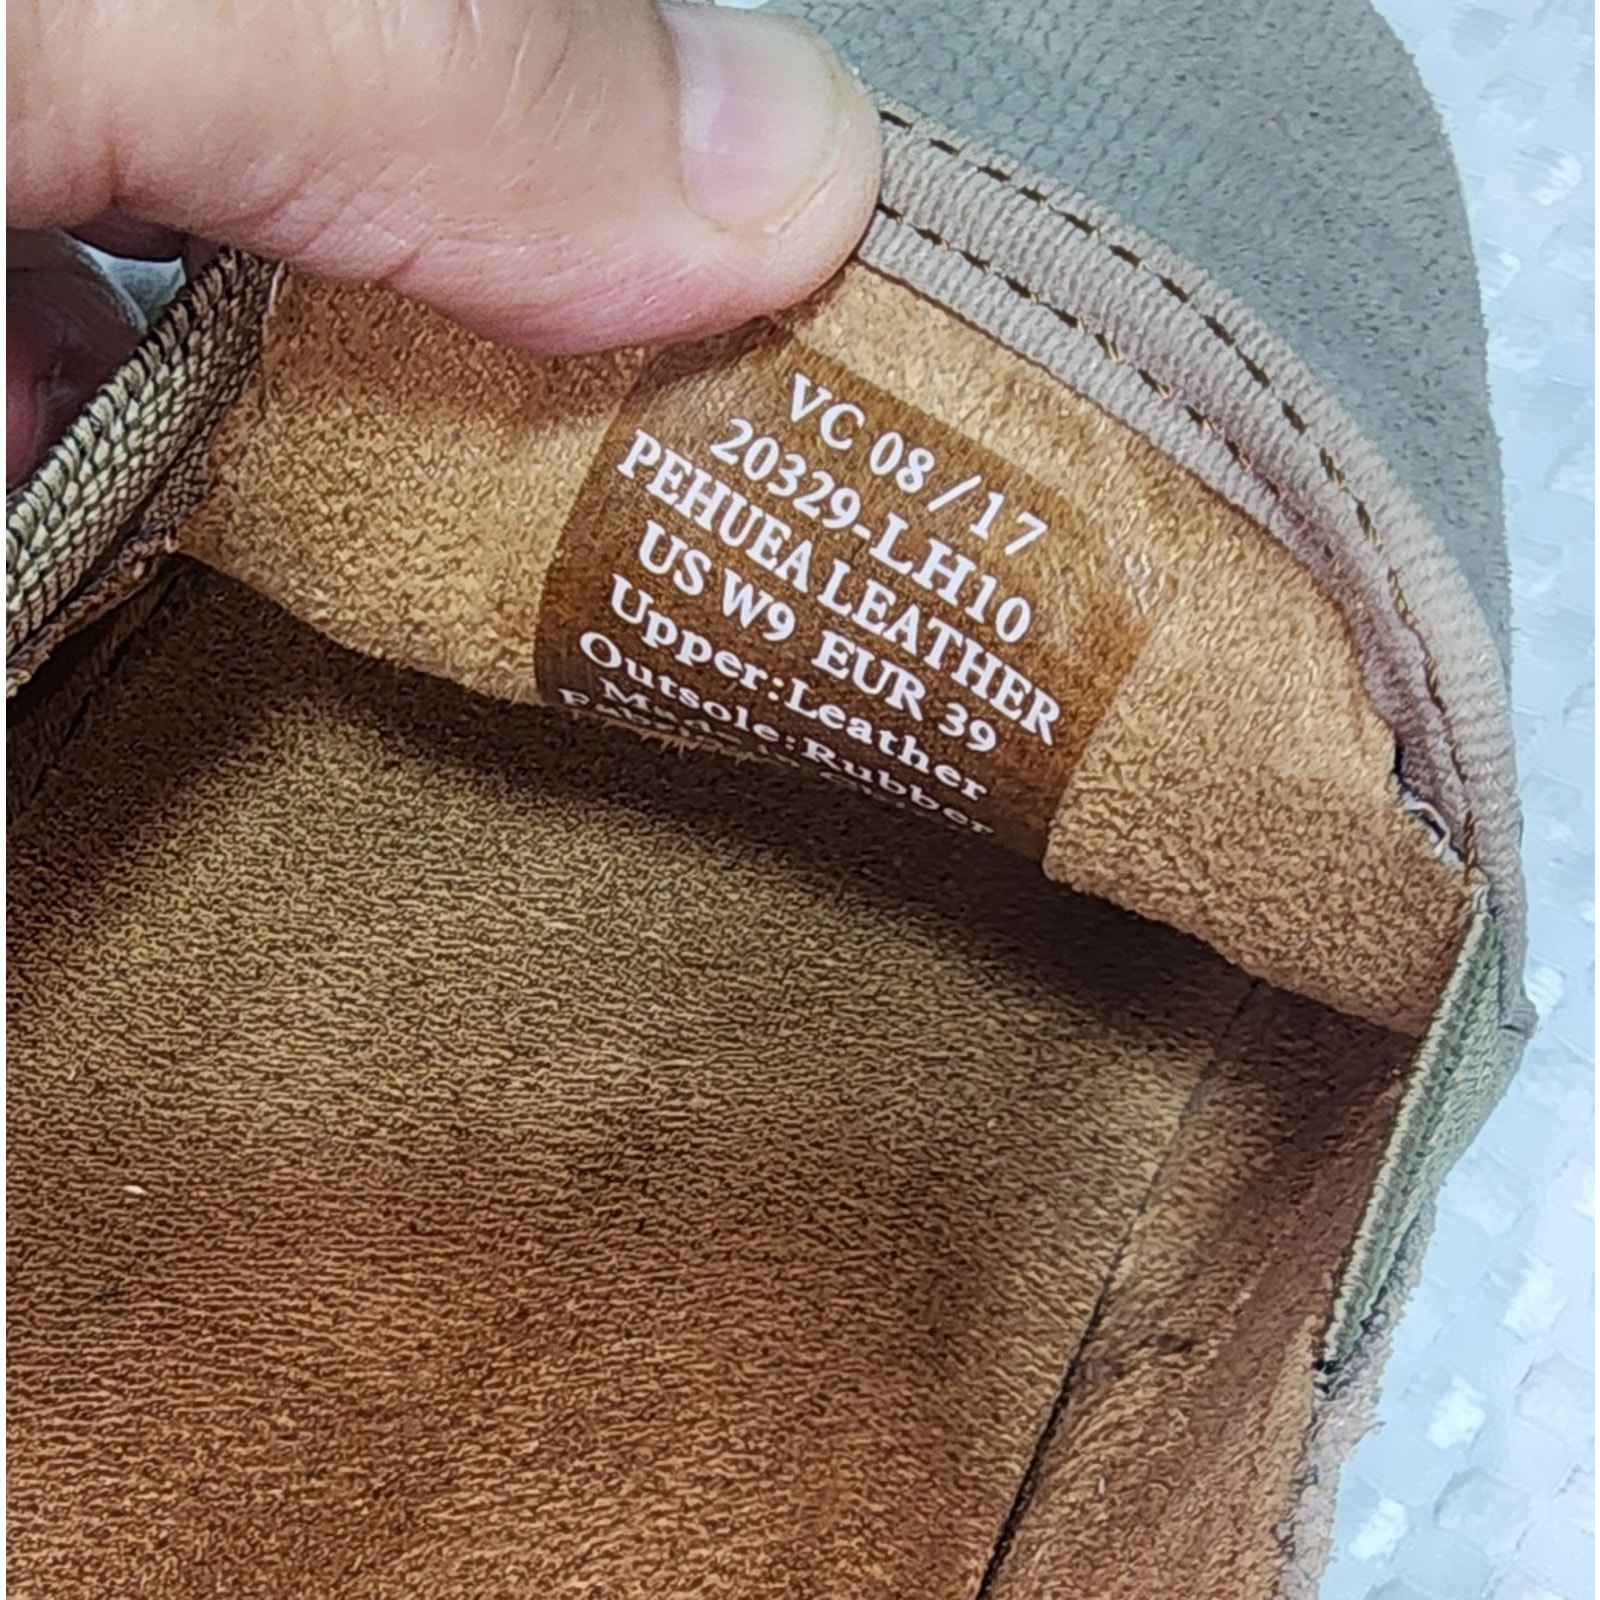 VC 08/17
20329-LH10
PEHUEA LEATHER
US W9 EUR 39
Upper:Leather
Outsole:Rubber